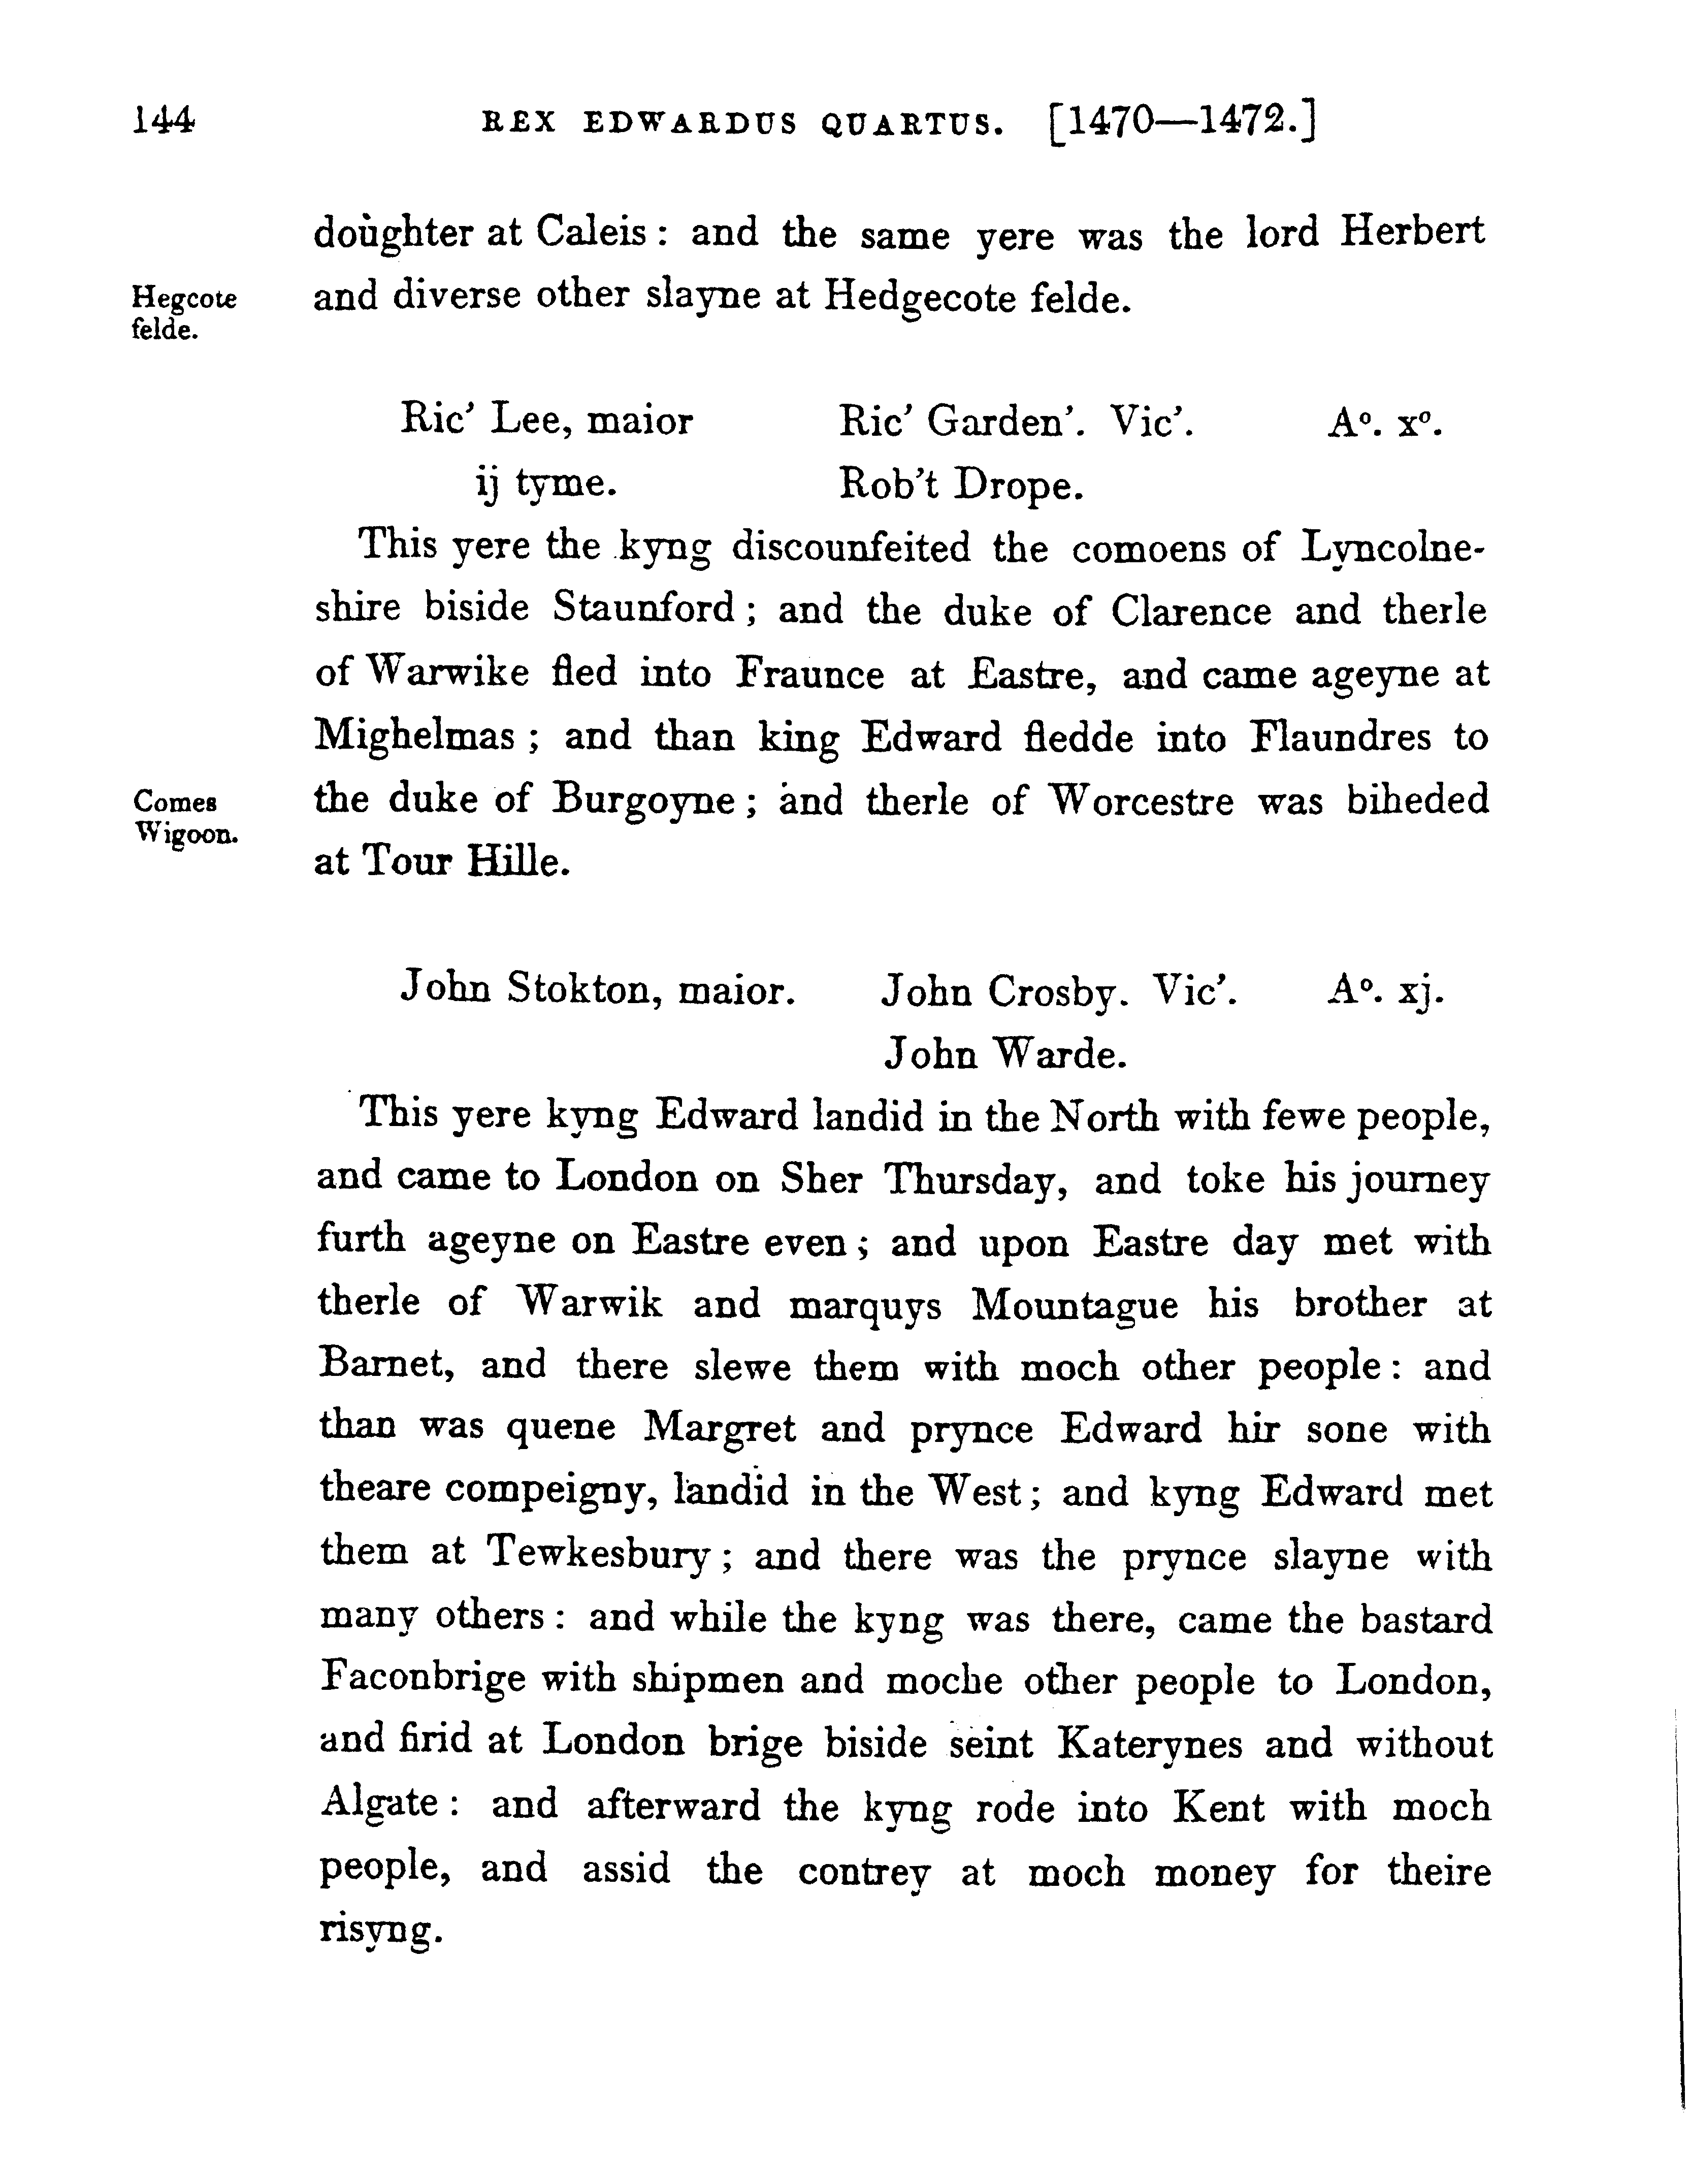 144 REX EDWARDUS QUARTUS. [1470—1472.]
doughter at Caleis : and the same yere was the lord Herbert
Hegcote
felde.
and diverse other slayne at Hedgecote felde.
Ric’ Lee, maior Ric’ Garden’. Vic’. Aº. xº.
ij tyme. Rob’t Drope.
This yere the kyng discounfeited the comoens of Lyncolne-
shire biside Staunford ; and the duke of Clarence and therle
of Warwike fled into Fraunce at Eastre, and came ageyne at
Mighelmas ; and than king Edward fledde into Flaundres to
Comes
Wigoon.
the duke of Burgoyne ; and therle of Worcestre was biheded
at Tour Hille.
John Stokton, maior. John Crosby. Vic’. Aº. xj.
John Warde.
This yere kyng Edward landid in the North with fewe people,
and came to London on Sher Thursday, and toke his journey
furth ageyne on Eastre even ; and upon Eastre day met with
therle of Warwik and marquys Mountague his brother at
Barnet, and there slewe them with moch other people : and
than was quene Margret and prynce Edward hir sone with
theare compeigny, landid in the West ; and kyng Edward met
them at Tewkesbury ; and there was the prynce slayne with
many others : and while the kyng was there, came the bastard
Faconbrige with shipmen and moche other people to London,
and firid at London brige biside seint Katerynes and without
Algate : and afterward the kyng rode into Kent with moch
people, and assid the contrey at moch money for theire
risyng.